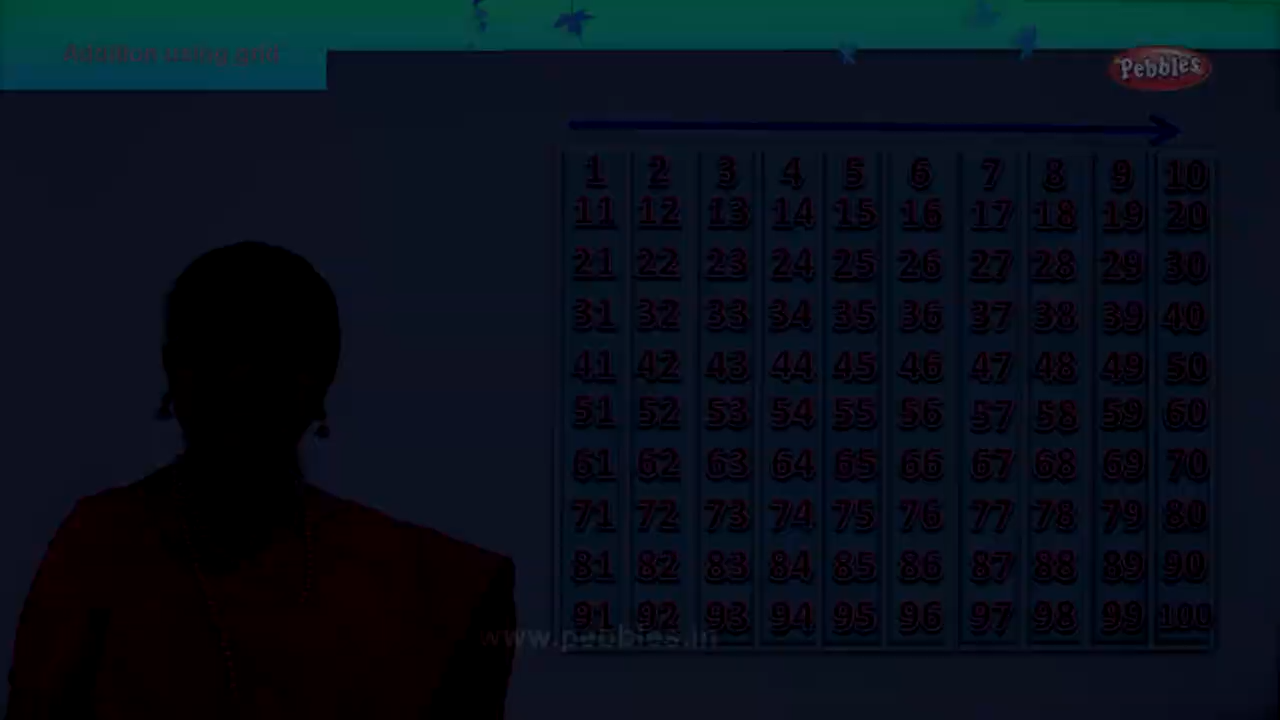 Addition using grid
Pebbles
1 2 3 4 5 6 7 8 9 10
11 12 13 14 15 16 17 18 19 20
21 22 23 24 25 26 27 28 29 30
31 32 33 34 35 36 37 38 39 40
41 42 43 44 45 46 47 48 49 50
51 52 53 54 55 56 57 58 59 60
61 62 63 64 65 66 67 68 69 70
71 72 73 74 75 76 77 78 79 80
81 82 83 84 85 86 87 88 89 90
91 92 93 94 95 96 97 98 99 100
www.pebbles.in